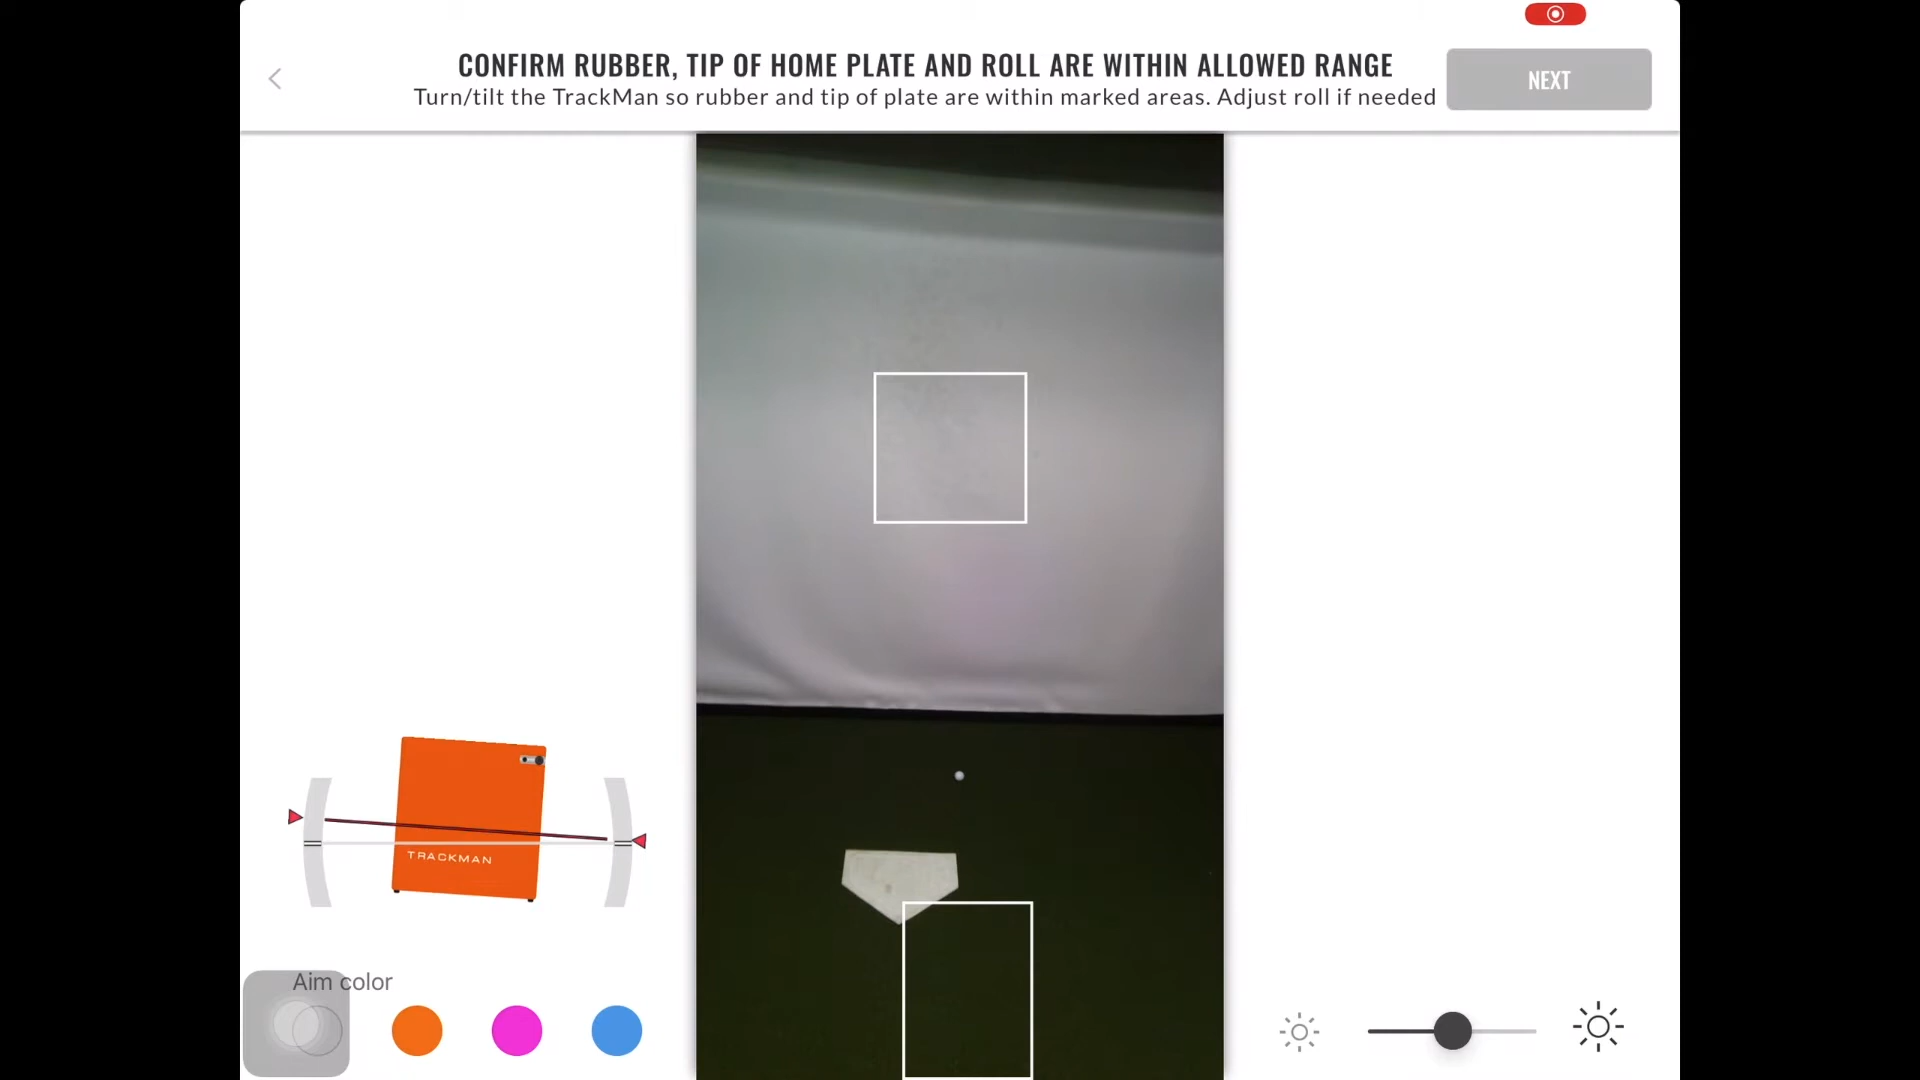 CONFIRM RUBBER, TIP OF HOME PLATE AND ROLL ARE WITHIN ALLOWED RANGE
Turn/tilt the TrackMan so rubber and tip of plate are within marked areas. Adjust roll if needed
NEXT
TRACKMAN
Aim color